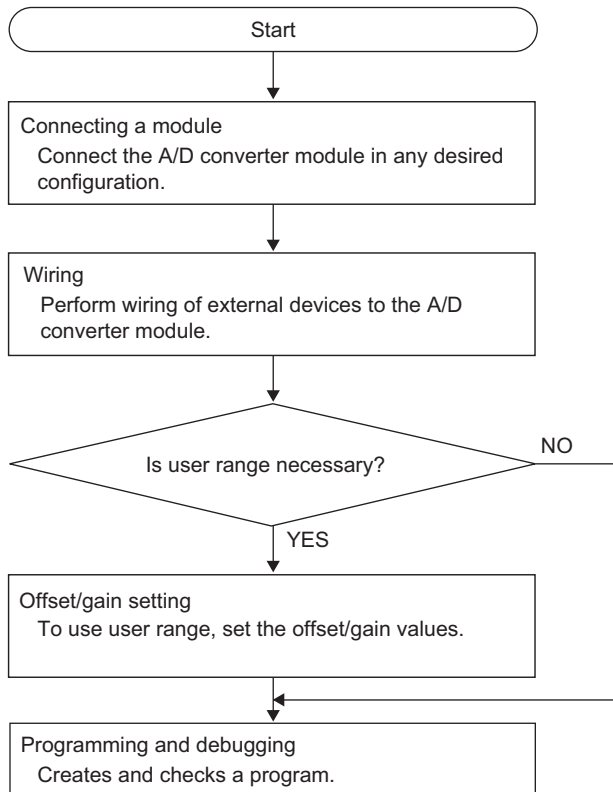 Start
Connecting a module
Connect the A/D converter module in any desired
configuration.
Wiring
Perform wiring of external devices to the A/D
converter module.
Is user range necessary?
NO
YES
Offset/gain setting
To use user range, set the offset/gain values.
Programming and debugging
Creates and checks a program.